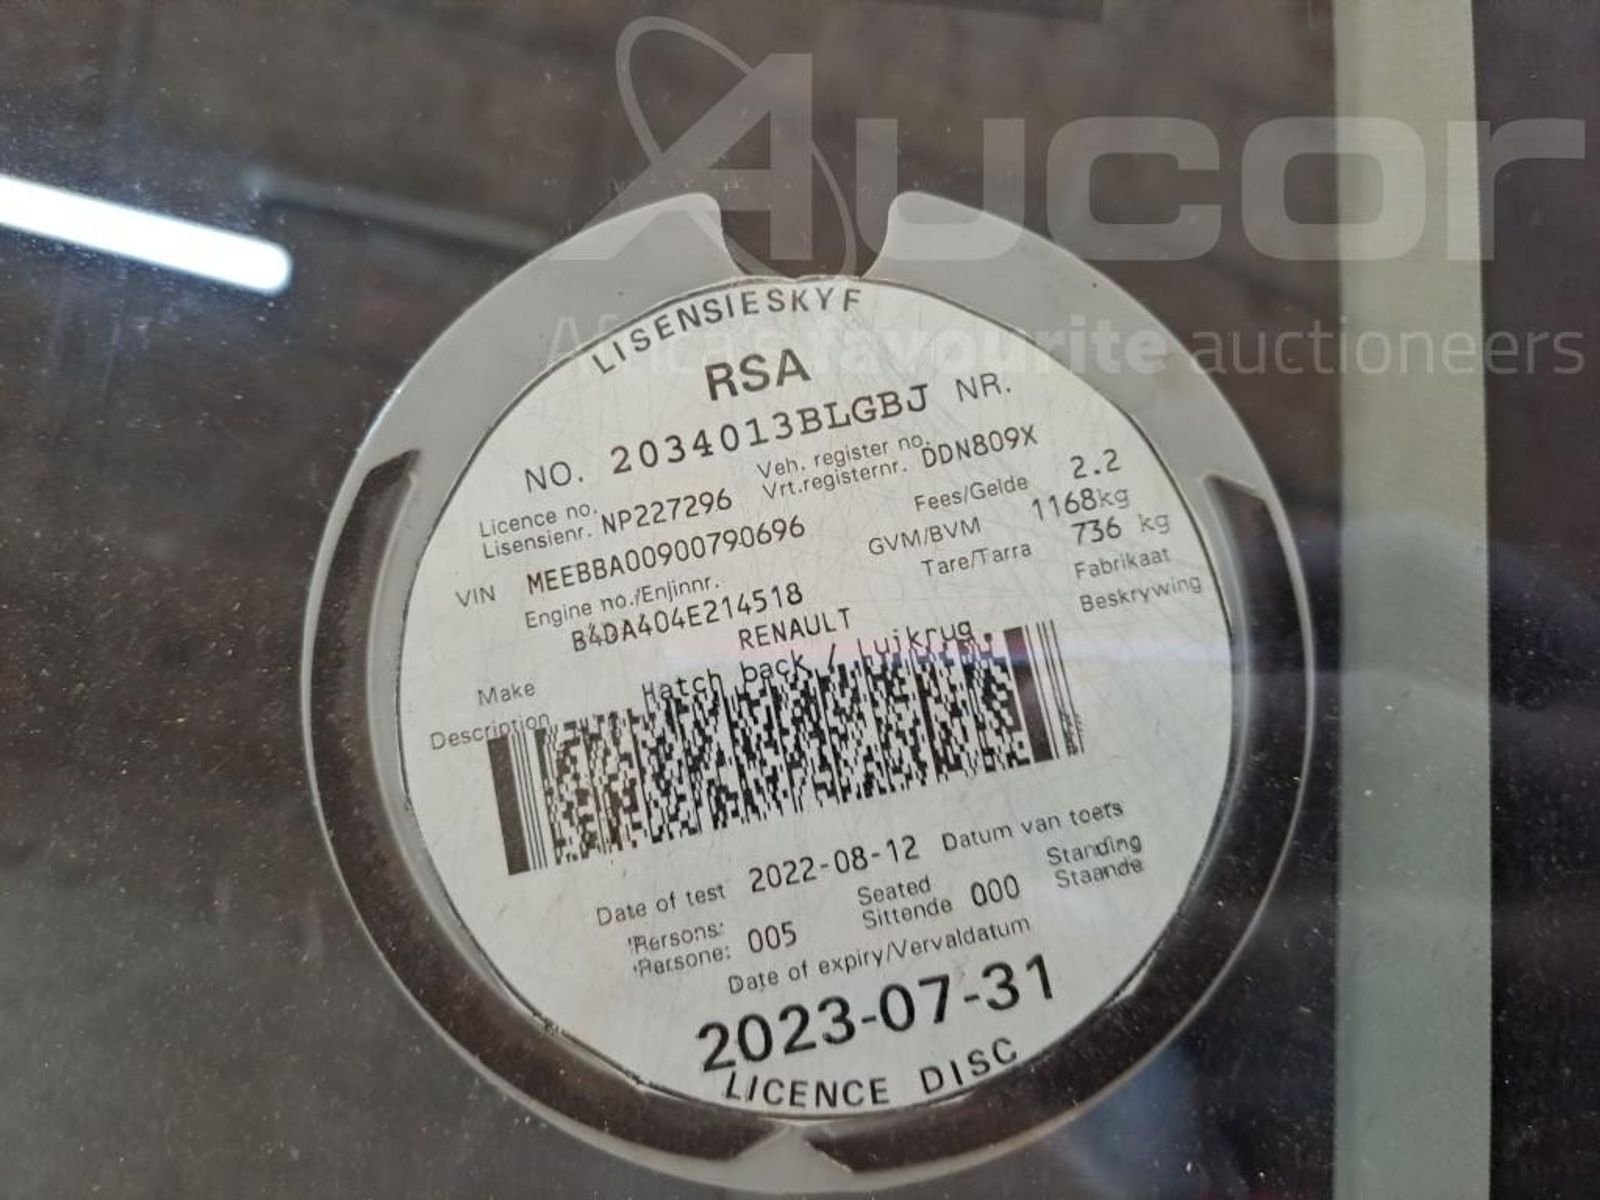 Aucor
Africa's favourite auctioneers
LISENSIESKYF
RSA
NO. 2034013BLGBJ NR.
Licence no. Veh. register no.
Lisensienr. NP227296 Vrt.registernr. DDN809X
VIN MEEBBA00900790696 Fees/Gelde 2.2
Engine no./Enjinnr. GVM/BVM 1168kg
B4DA404E214518 Tare/Tarra 736 kg
Make RENAULT Fabrikaat
Description Hatch back / Luikrug Beskrywing
Date of test 2022-08-12 Datum van toets
Persons: Seated Standing
Persone: 005 Sittende 000 Staande
Date of expiry/Vervaldatum
2023-07-31
LICENCE DISC